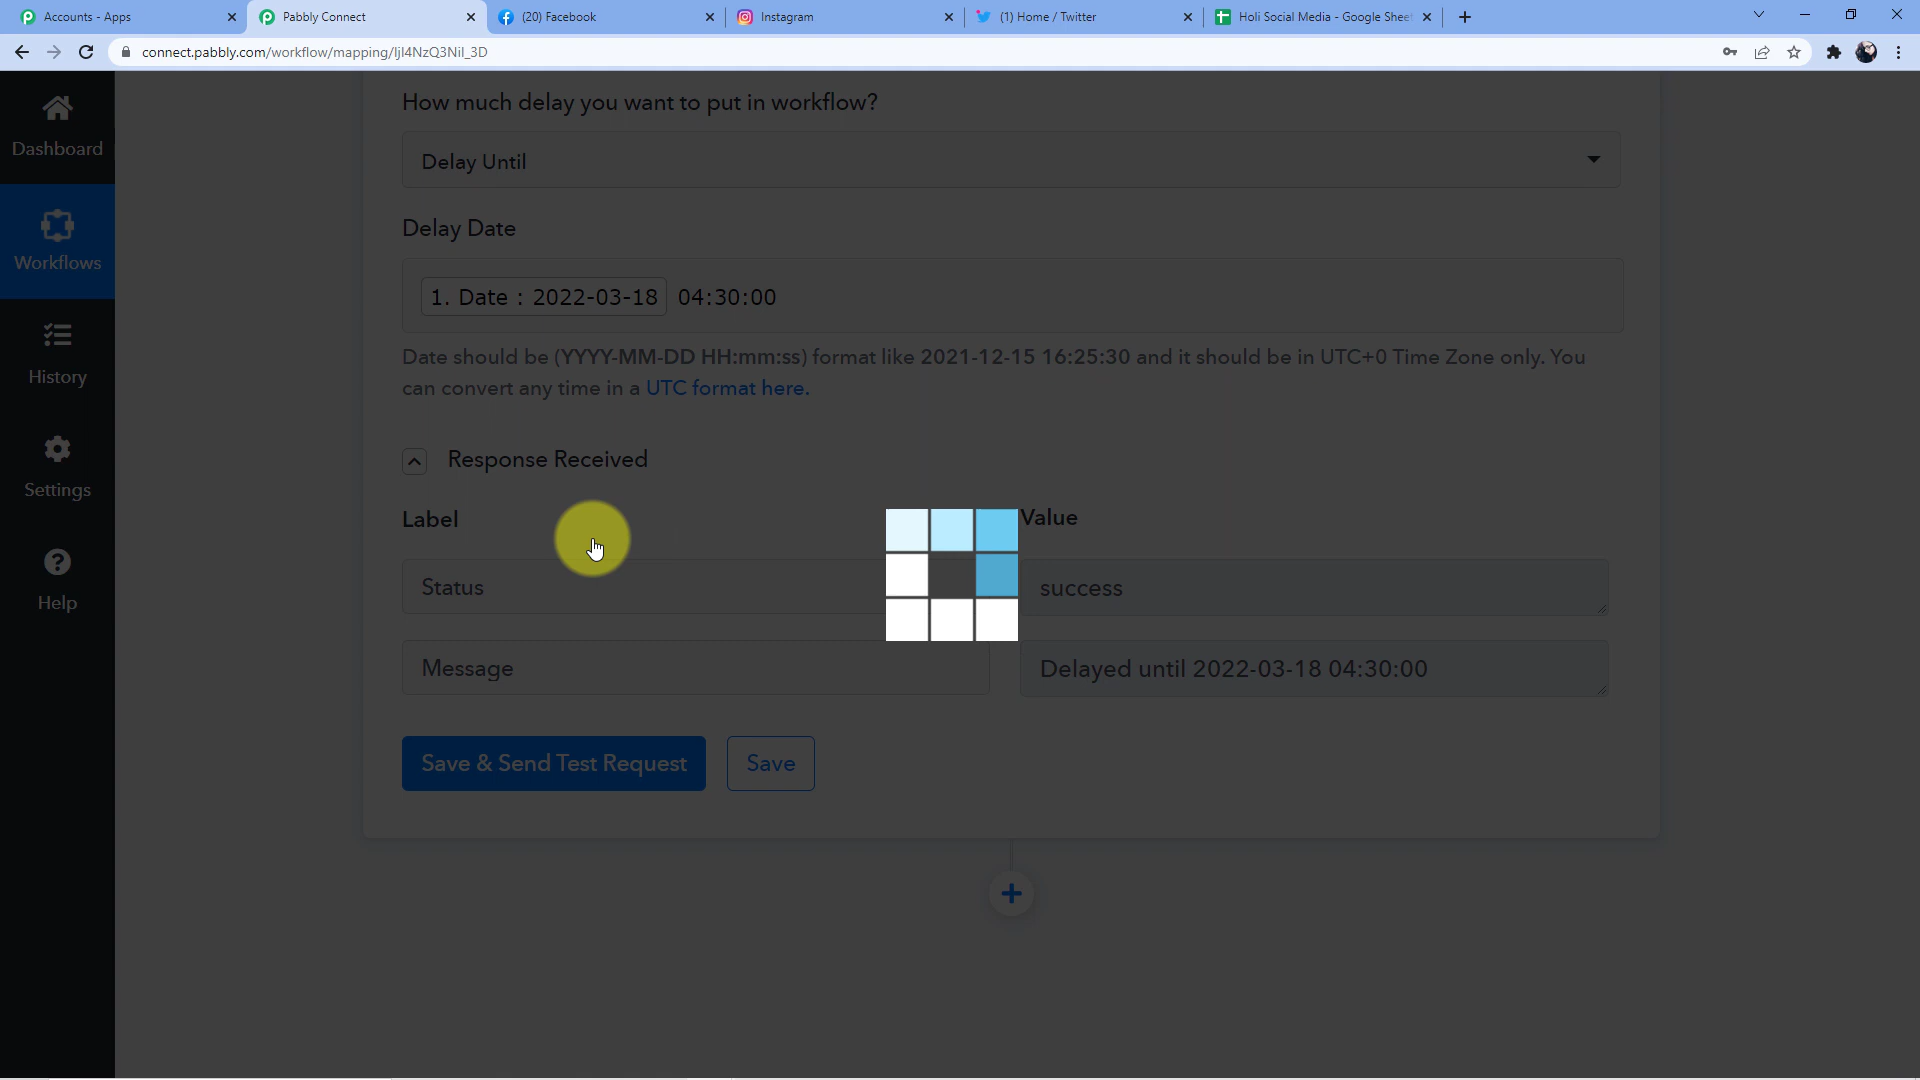 Accounts - Apps
Pabbly Connect
(20) Facebook
Instagram
(1) Home / Twitter
Holi Social Media - Google Sheet
connect.pabbly.com/workflow/mapping/IjI4NzQ3NiI_3D
Dashboard
Workflows
History
Settings
Help
How much delay you want to put in workflow?
Delay Until
Delay Date
1. Date : 2022-03-18 04:30:00
Date should be (YYYY-MM-DD HH:mm:ss) format like 2021-12-15 16:25:30 and it should be in UTC+0 Time Zone only. You
can convert any time in a UTC format here.
Response Received
Label Value
Status success
Message Delayed until 2022-03-18 04:30:00
Save & Send Test Request Save